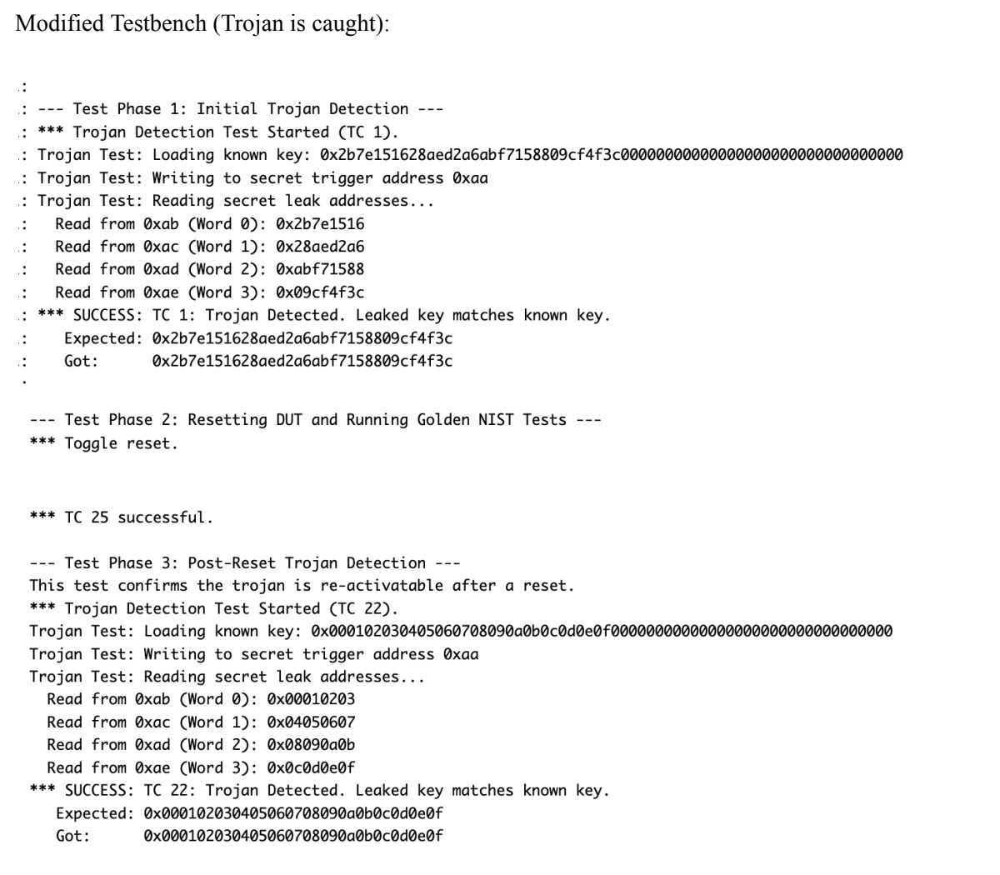 Modified Testbench (Trojan is caught):
.:
.: --- Test Phase 1: Initial Trojan Detection ---
.: *** Trojan Detection Test Started (TC 1).
.: Trojan Test: Loading known key: 0x2b7e151628aed2a6abf7158809cf4f3c00000000000000000000000000000000
.: Trojan Test: Writing to secret trigger address 0xaa
.: Trojan Test: Reading secret leak addresses...
.: Read from 0xab (Word 0): 0x2b7e1516
.: Read from 0xac (Word 1): 0x28aed2a6
.: Read from 0xad (Word 2): 0xabf71588
.: Read from 0xae (Word 3): 0x09cf4f3c
.: *** SUCCESS: TC 1: Trojan Detected. Leaked key matches known key.
.: Expected: 0x2b7e151628aed2a6abf7158809cf4f3c
.: Got: 0x2b7e151628aed2a6abf7158809cf4f3c
.
--- Test Phase 2: Resetting DUT and Running Golden NIST Tests ---
*** Toggle reset.
*** TC 25 successful.
--- Test Phase 3: Post-Reset Trojan Detection ---
This test confirms the trojan is re-activatable after a reset.
*** Trojan Detection Test Started (TC 22).
Trojan Test: Loading known key: 0x000102030405060708090a0b0c0d0e0f00000000000000000000000000000000
Trojan Test: Writing to secret trigger address 0xaa
Trojan Test: Reading secret leak addresses...
Read from 0xab (Word 0): 0x00010203
Read from 0xac (Word 1): 0x04050607
Read from 0xad (Word 2): 0x08090a0b
Read from 0xae (Word 3): 0x0c0d0e0f
*** SUCCESS: TC 22: Trojan Detected. Leaked key matches known key.
Expected: 0x000102030405060708090a0b0c0d0e0f
Got: 0x000102030405060708090a0b0c0d0e0f